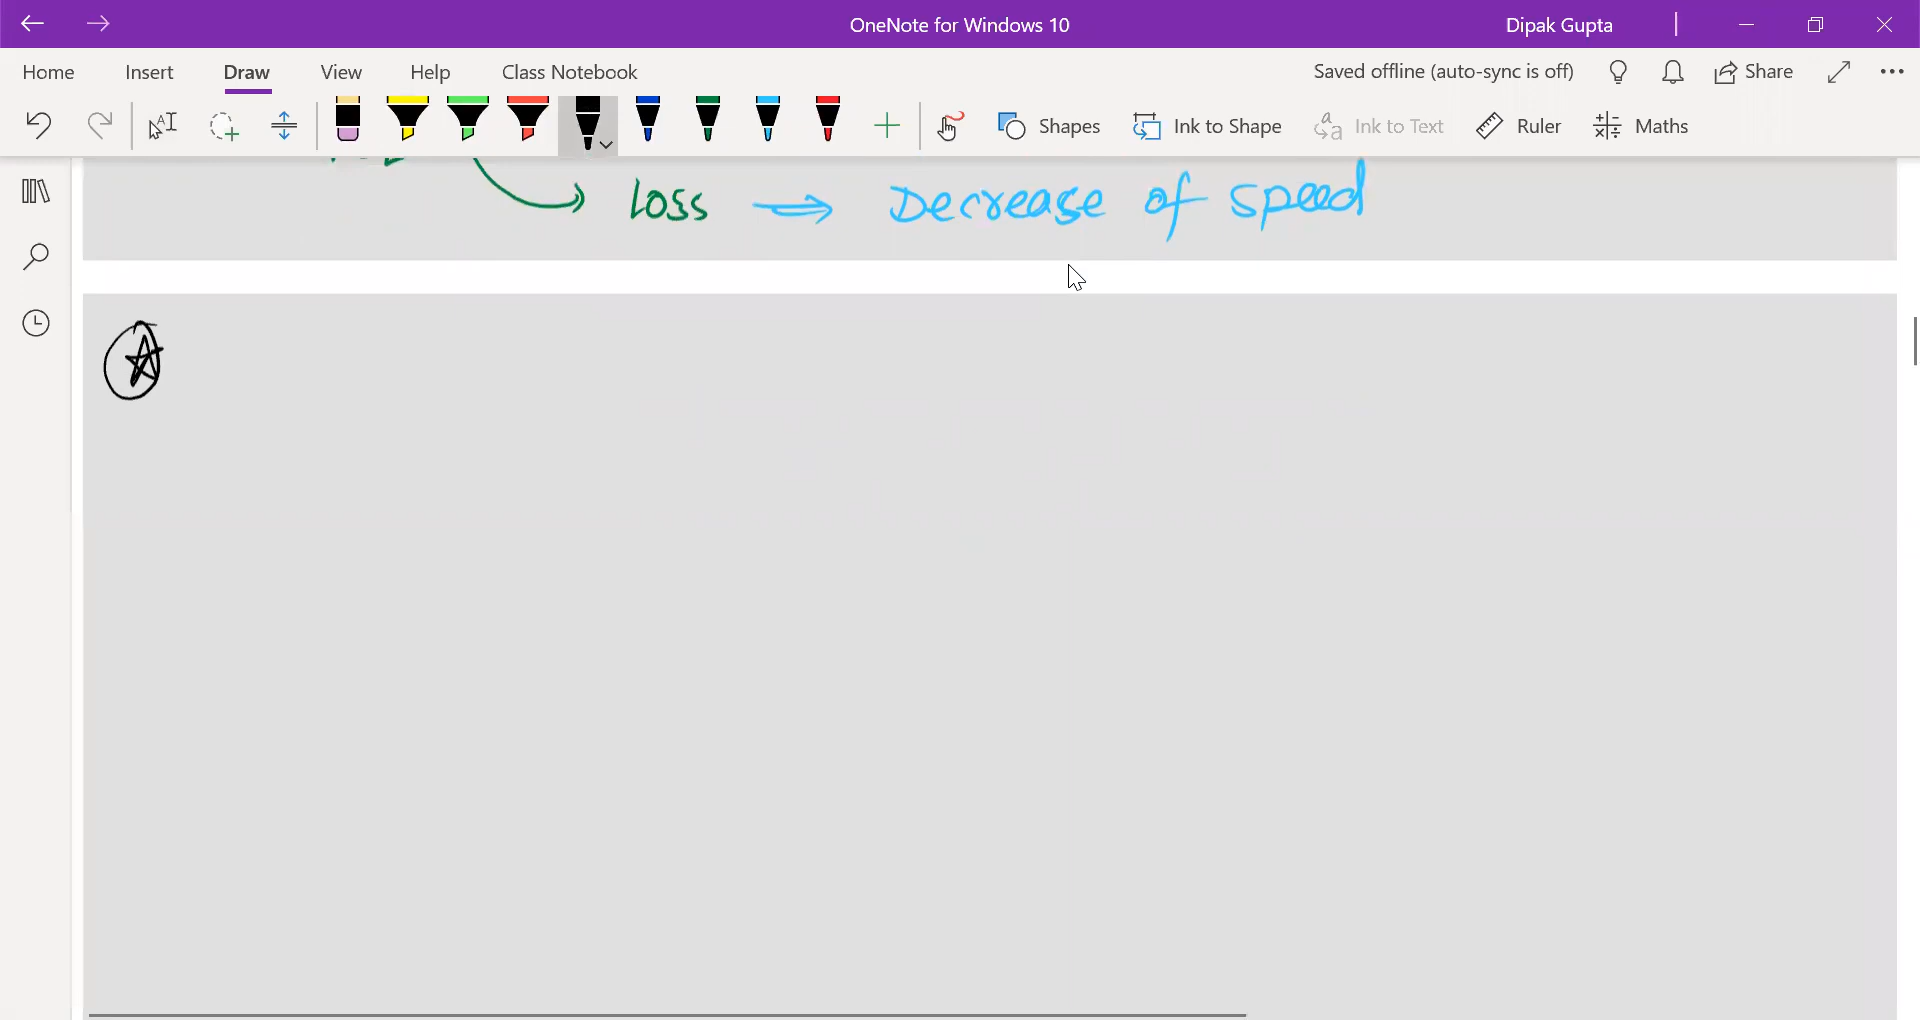 OneNote for Windows 10
Dipak Gupta
Home Insert Draw View Help Class Notebook
Saved offline (auto-sync is off)
Share
Shapes
Ink to Shape
Ink to Text
Ruler
Maths
Loss → Decrease of speed